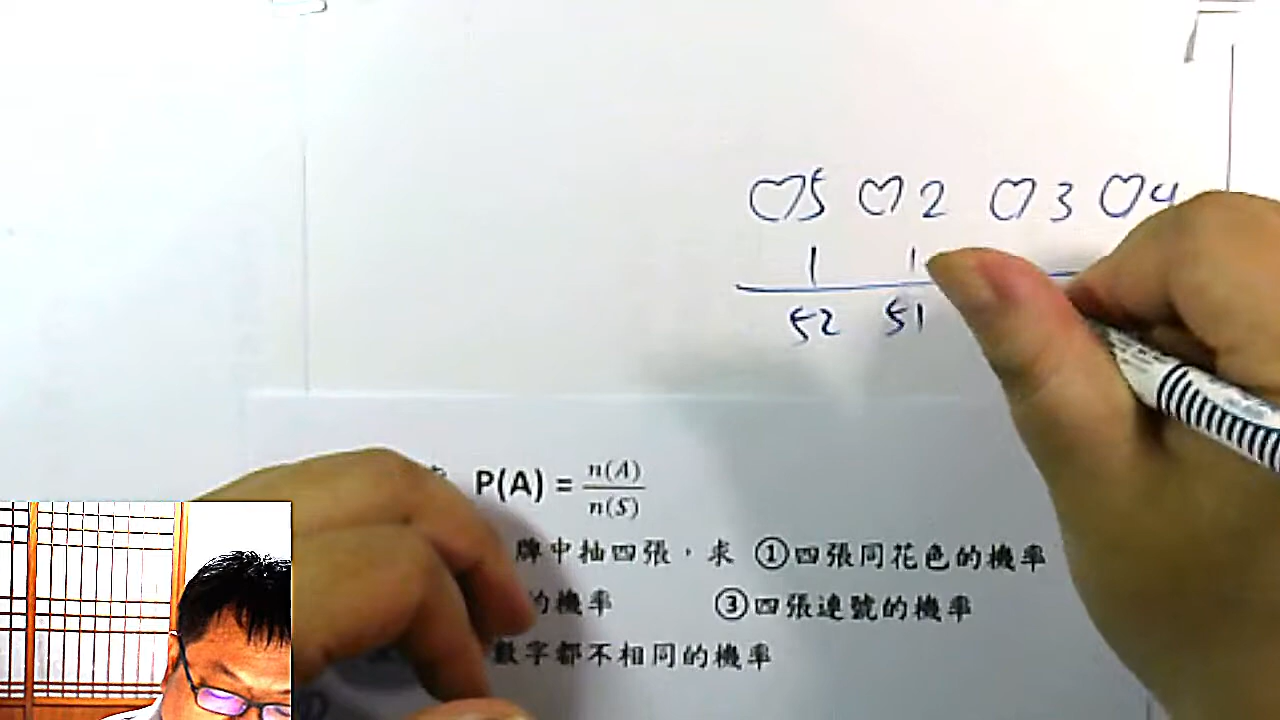 ♡5 ♡2 ♡3 ♡4
1 1
52 51
P(A) = n(A)/n(S)
牌中抽四張，求 ①四張同花色的機率
的機率 ③四張連號的機率
數字都不相同的機率